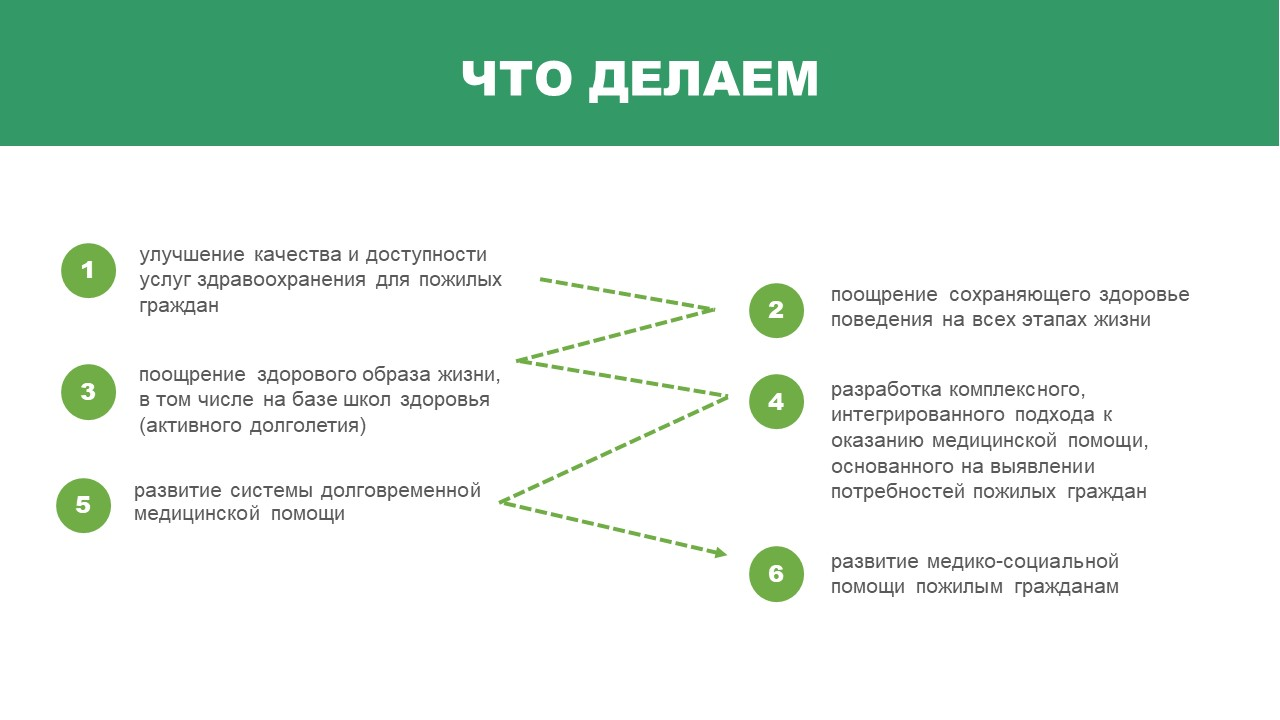 ЧТО ДЕЛАЕМ
1
улучшение качества и доступности
услуг здравоохранения для пожилых
граждан
2
поощрение сохраняющего здоровье
поведения на всех этапах жизни
3
поощрение здорового образа жизни,
в том числе на базе школ здоровья
(активного долголетия)
4
разработка комплексного,
интегрированного подхода к
оказанию медицинской помощи,
основанного на выявлении
потребностей пожилых граждан
5
развитие системы долговременной
медицинской помощи
6
развитие медико-социальной
помощи пожилым гражданам